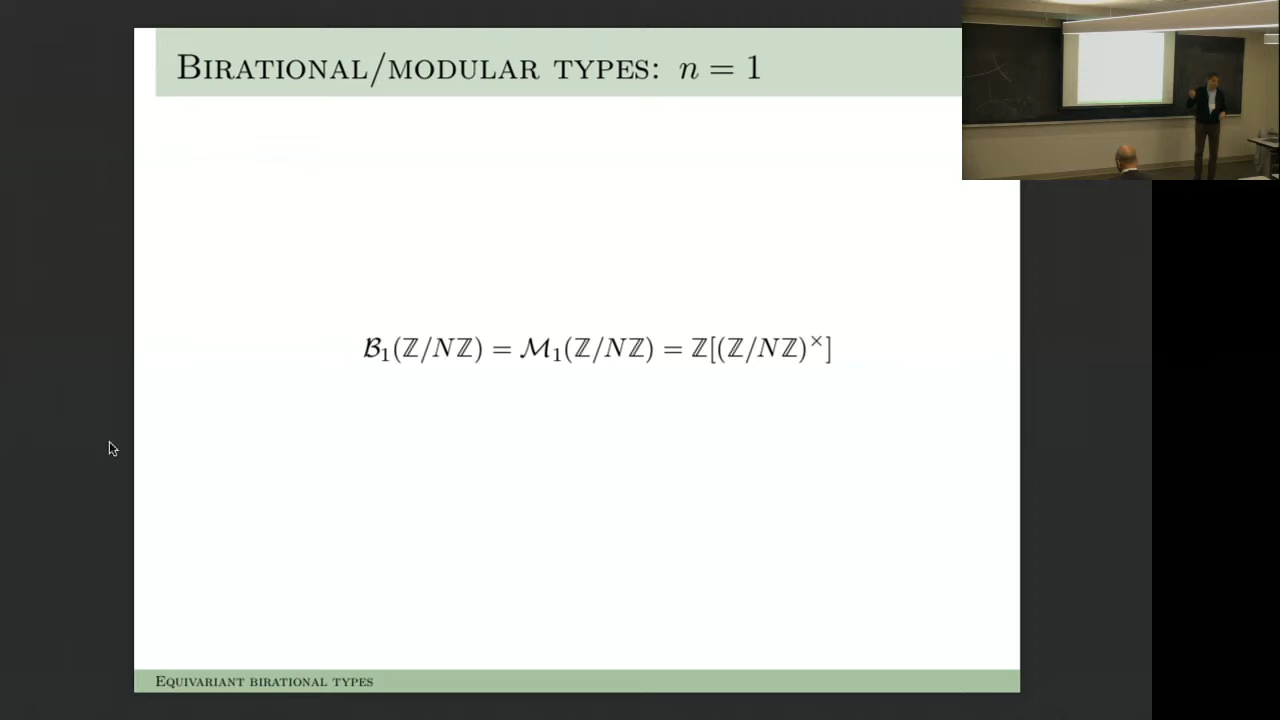 BIRATIONAL/MODULAR TYPES: n = 1
ℬ₁(ℤ/Nℤ) = ℳ₁(ℤ/Nℤ) = ℤ[(ℤ/Nℤ)×]
EQUIVARIANT BIRATIONAL TYPES